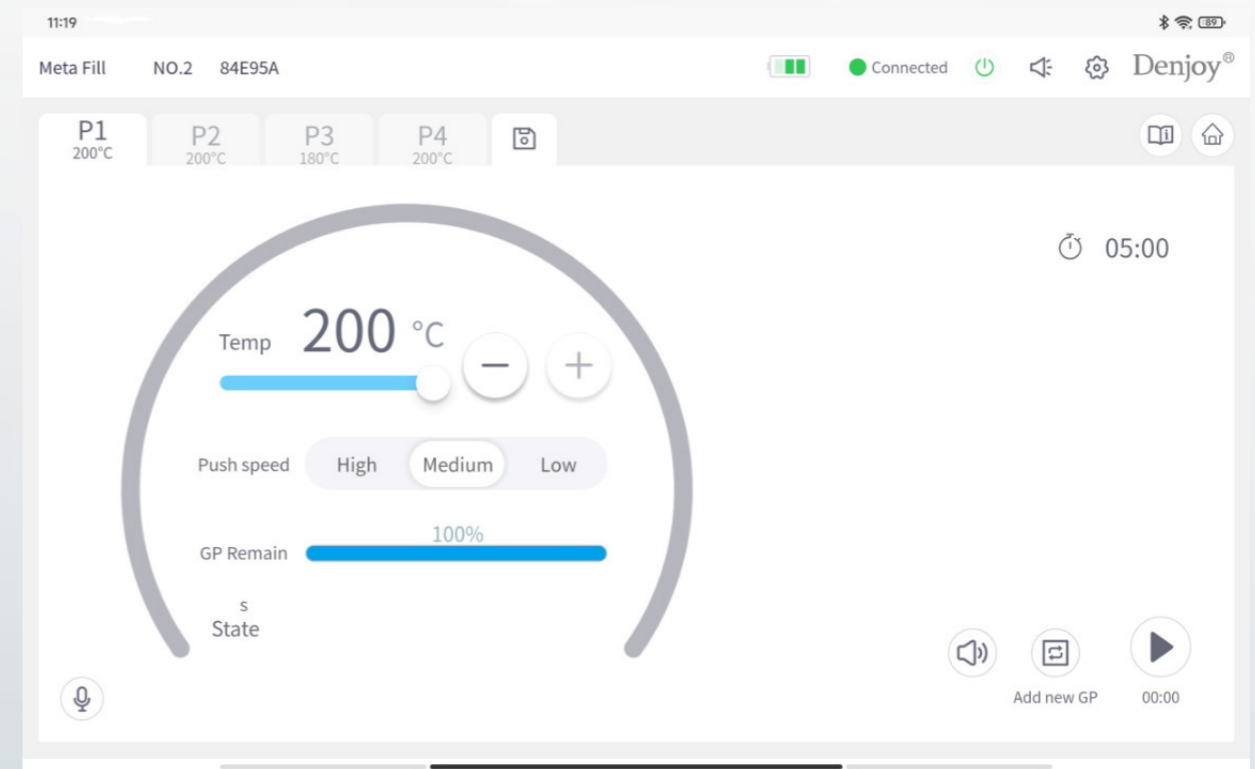 11:19
89
Meta Fill NO.2 84E95A
Connected
Denjoy®
P1 P2 P3 P4
200°C 200°C 180°C 200°C
05:00
Temp 200 °C
Push speed High Medium Low
100%
GP Remain
s
State
Add new GP 00:00